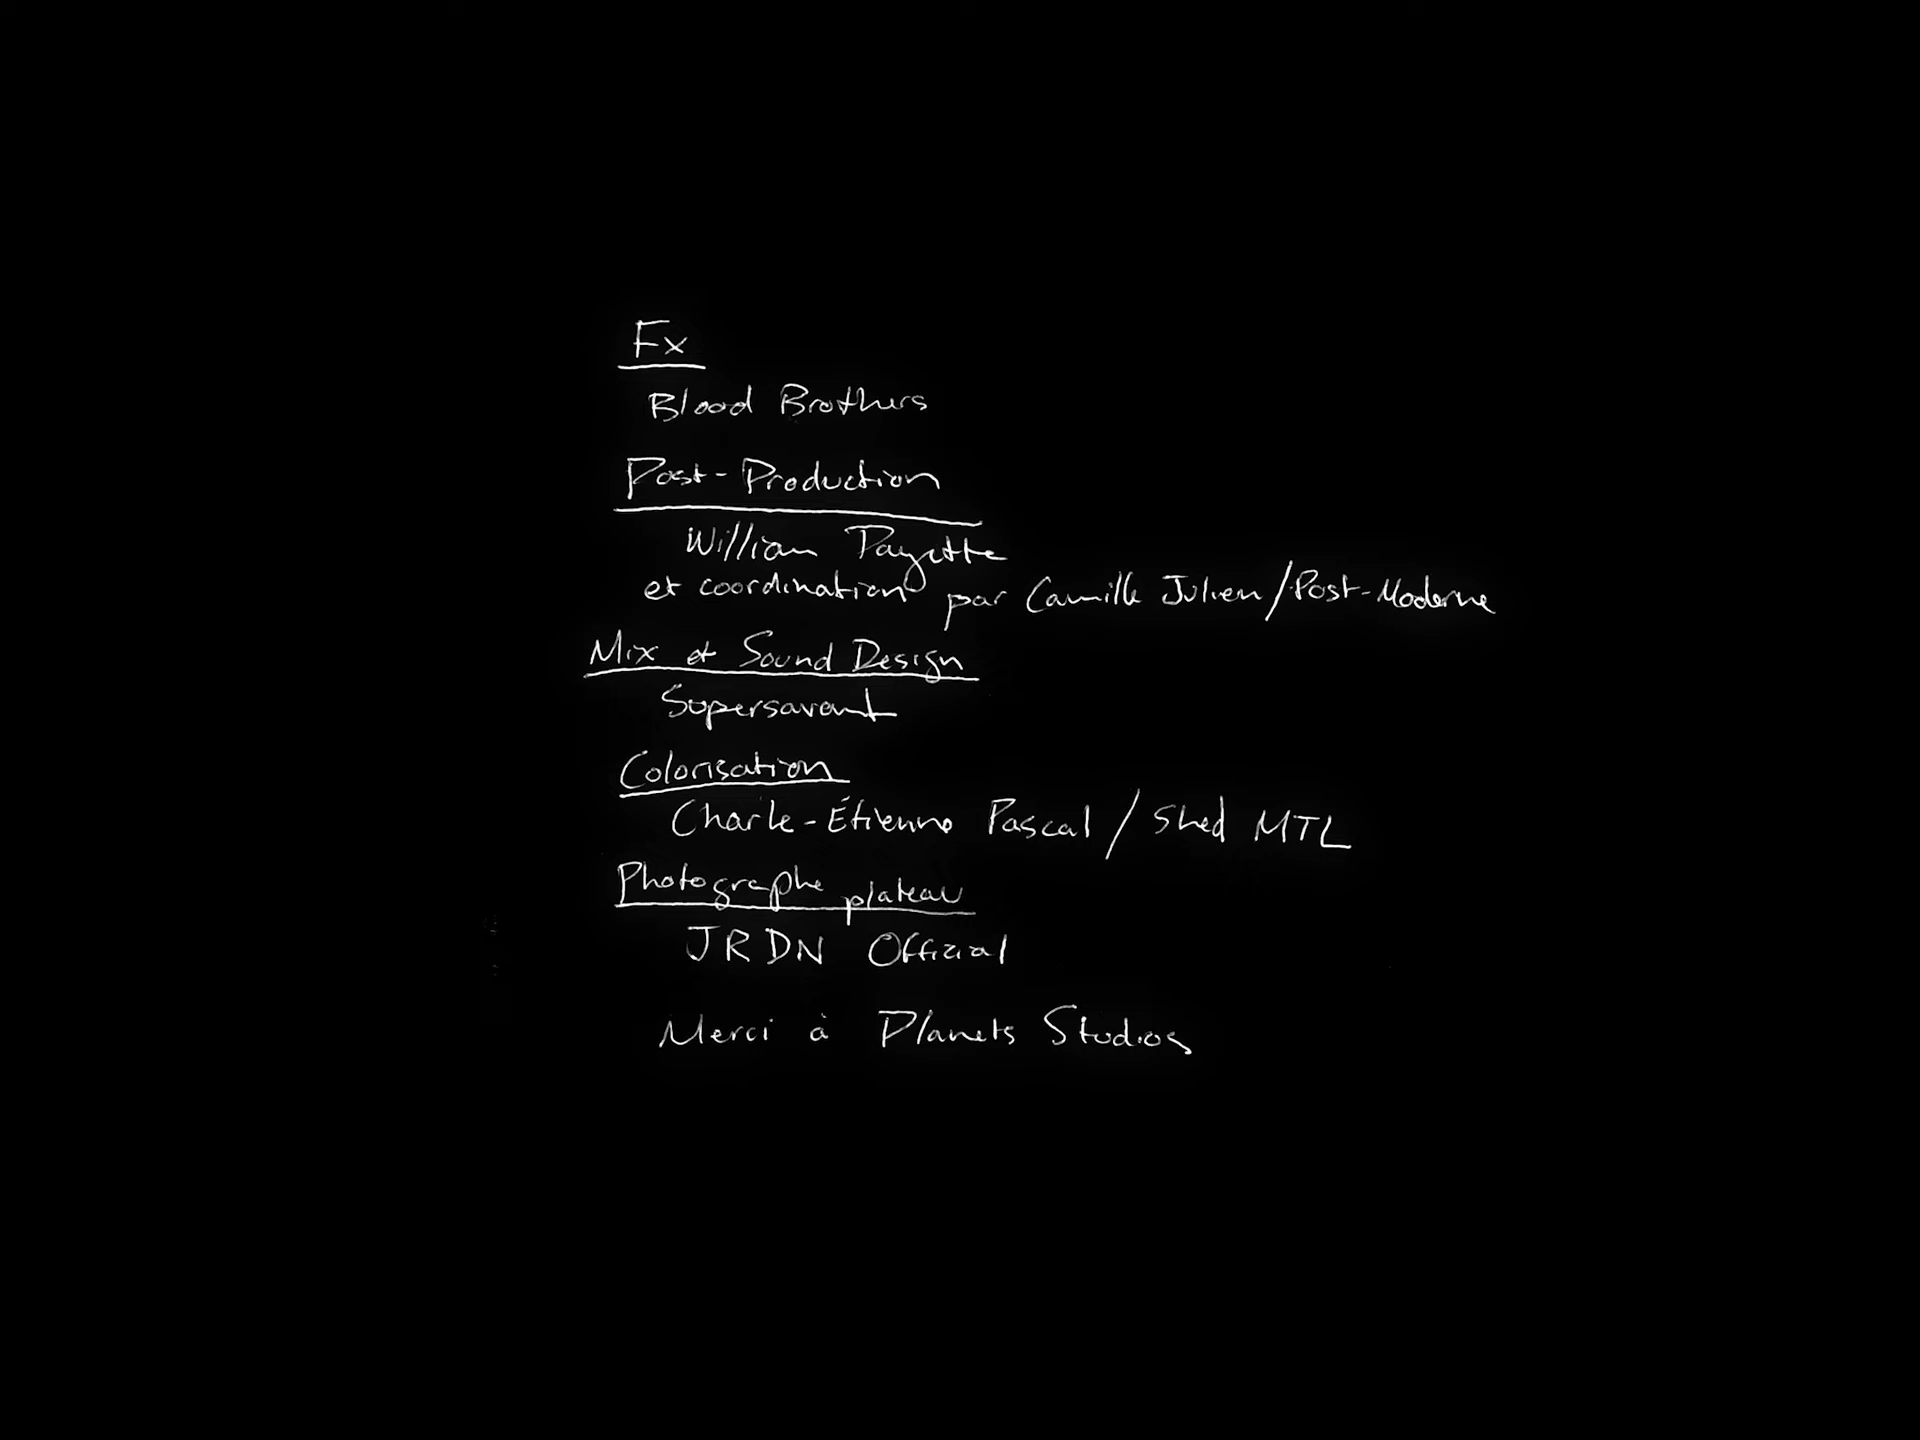 Fx
Blood Brothers
Post-Production
William Payette
et coordination par Camille Julien/Post-Moderne
Mix et Sound Design
Supersavant
Colorisation
Charle-Étienne Pascal / Shed MTL
Photographe plateau
JRDN Official
Merci à Planets Studios